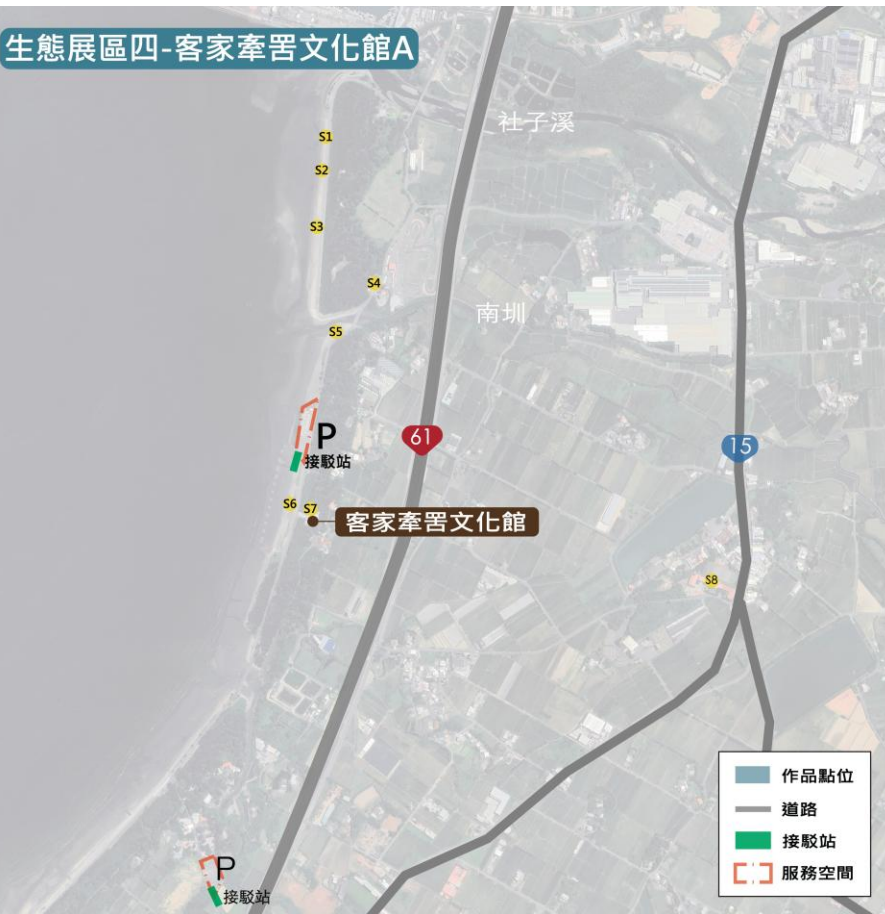 生態展區四-客家牽罟文化館A
社子溪
S1
S2
S3
S4
南圳
S5
P
接駁站
61
15
S6
S7
客家牽罟文化館
S8
作品點位
道路
接駁站
服務空間
P
接駁站